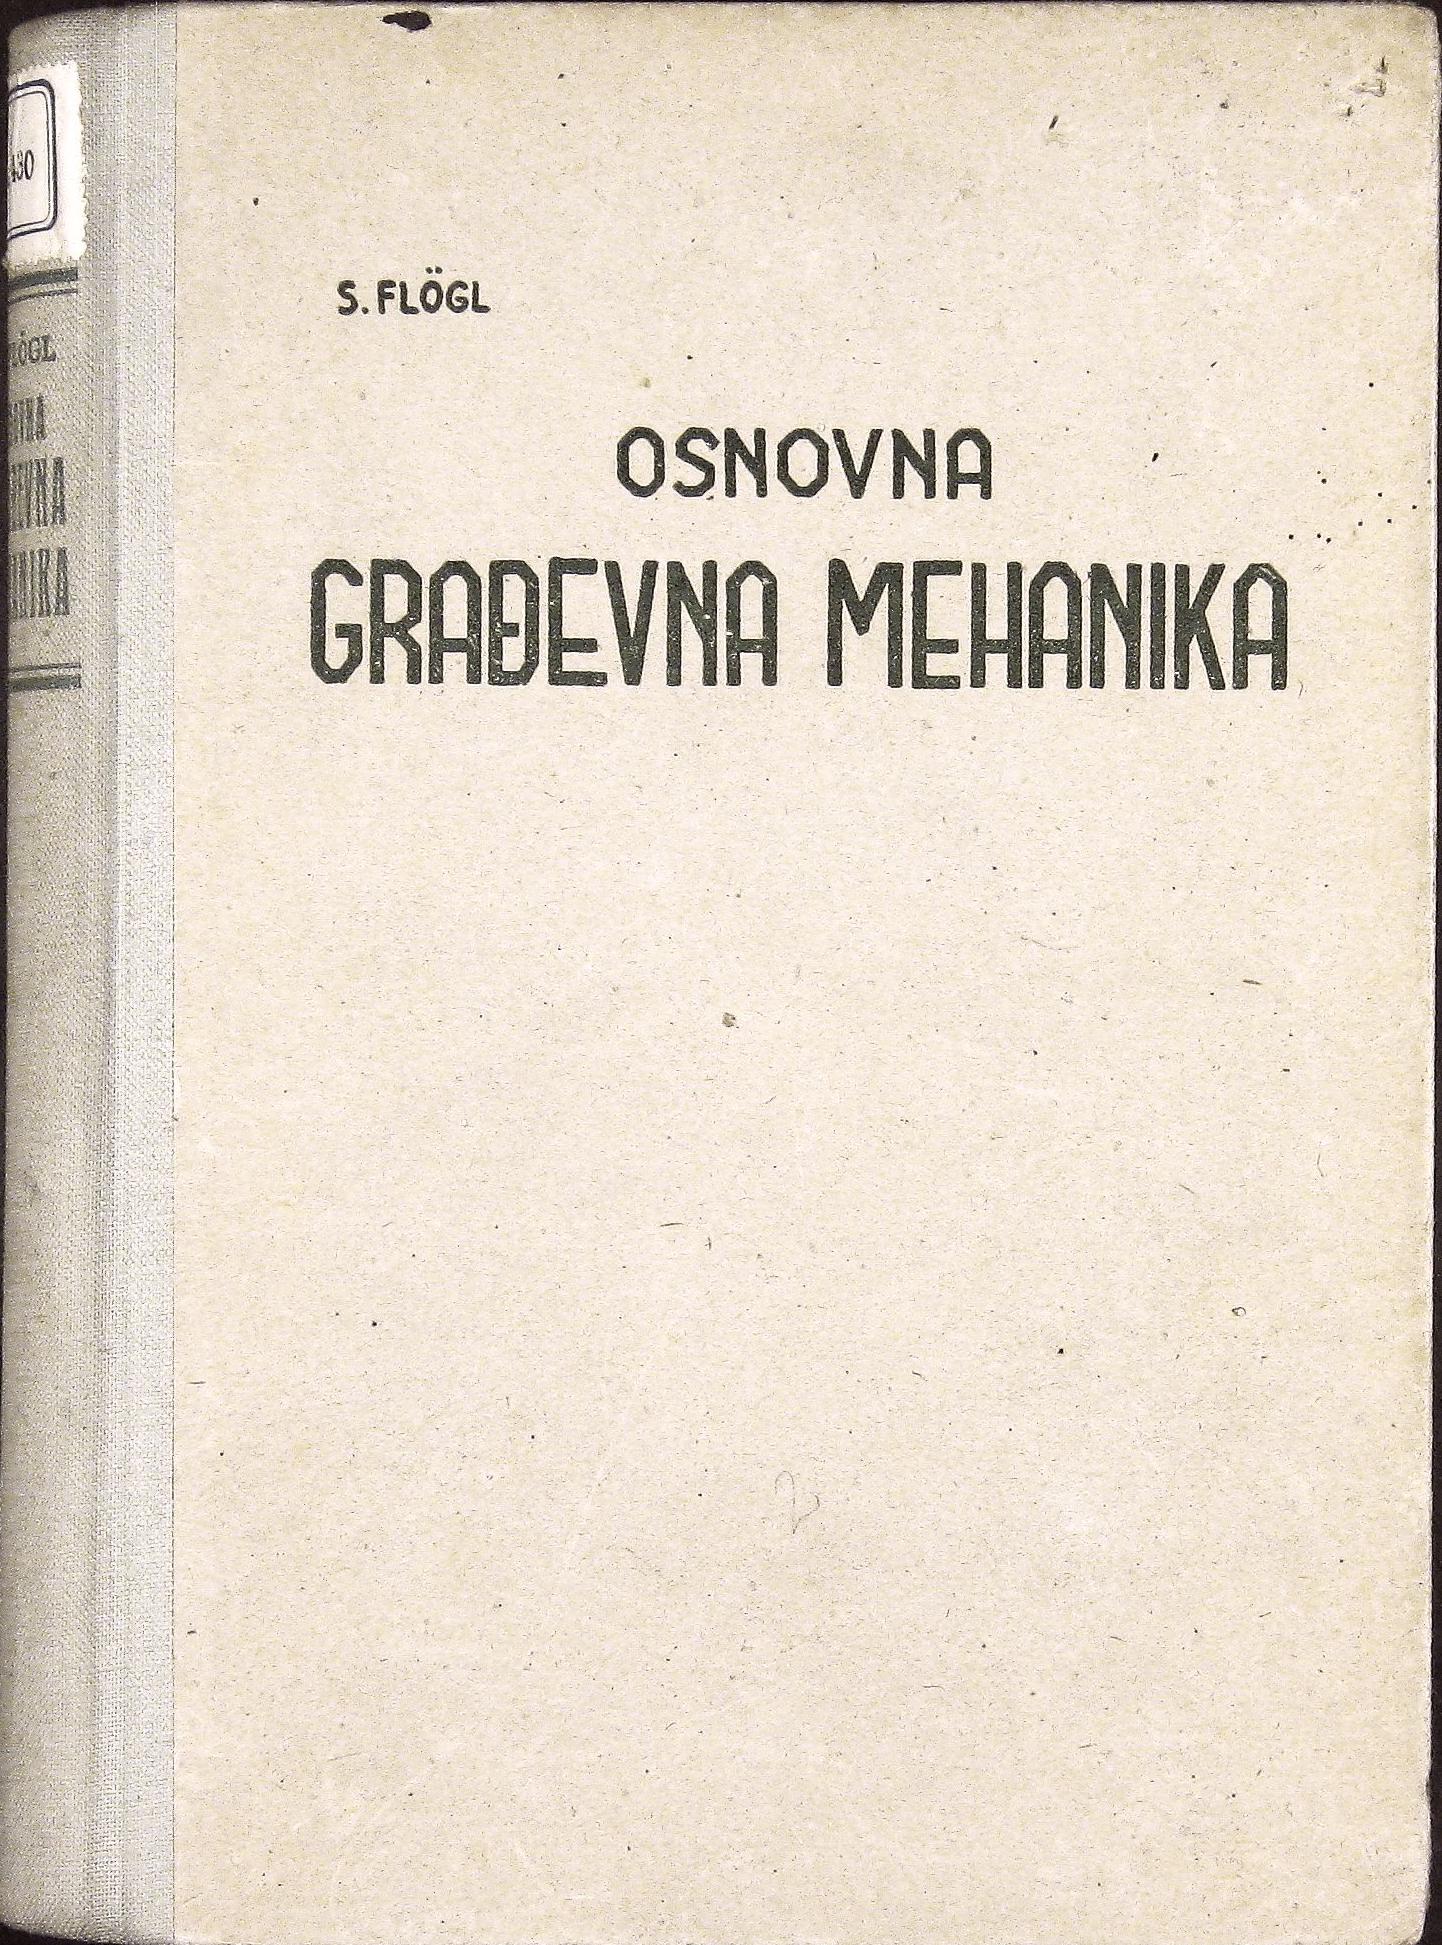 S. FLÖGL
OSNOVNA
GRAĐEVNA MEHANIKA